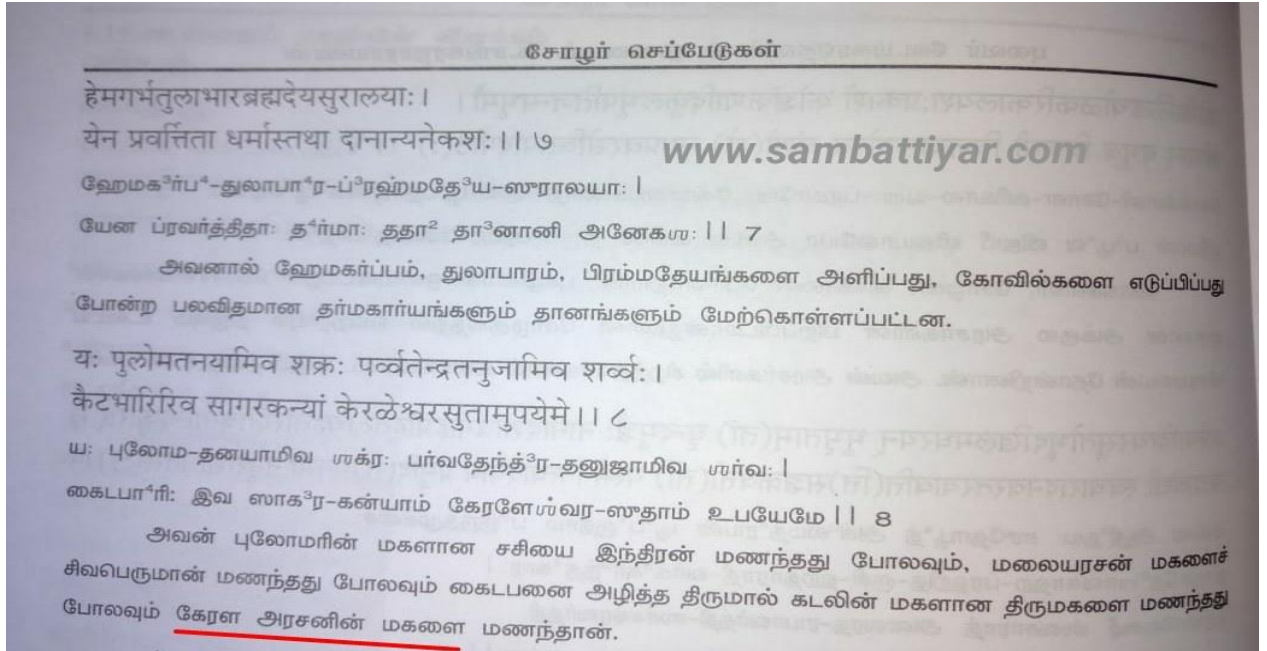 சோழர் செப்பேடுகள்
हेमगर्भतुलाभारब्रह्मदेयसुरालयाः ।
येन प्रवर्त्तिता धर्मास्तथा दानान्यनेकशः ।। ७
www.sambattiyar.com
ஹேமக³ர்ப⁴-துலாபா⁴ர-ப்³ரஹ்மதே³ய-ஸுராலயா: |
யேன ப்ரவர்த்திதா: த⁴ர்மா: ததா² தா³னானி அனேகஶ: || 7
அவனால் ஹேமகர்ப்பம், துலாபாரம், பிரம்மதேயங்களை அளிப்பது, கோவில்களை எடுப்பிப்பது
போன்ற பலவிதமான தர்மகார்யங்களும் தானங்களும் மேற்கொள்ளப்பட்டன.
यः पुलोमतनयामिव शक्रः पर्व्वतेन्द्रतनुजामिव शर्व्वः
कैटभारिरिव सागरकन्यां केरळेश्वरसुतामुपयेमे ।। ८
ய: புலோம-தனயாமிவ ஶக்ர: பர்வதேந்த்³ர-தனுஜாமிவ ஶர்வ: |
கைடபா⁴ரி: இவ ஸாக³ர-கன்யாம் கேரளேஶ்வர-ஸுதாம் உபயேமே || 8
அவன் புலோமரின் மகளான சசியை இந்திரன் மணந்தது போலவும், மலையரசன் மகளைச்
சிவபெருமான் மணந்தது போலவும் கைடபனை அழித்த திருமால் கடலின் மகளான திருமகளை மணந்தது
போலவும் கேரள அரசனின் மகளை மணந்தான்.